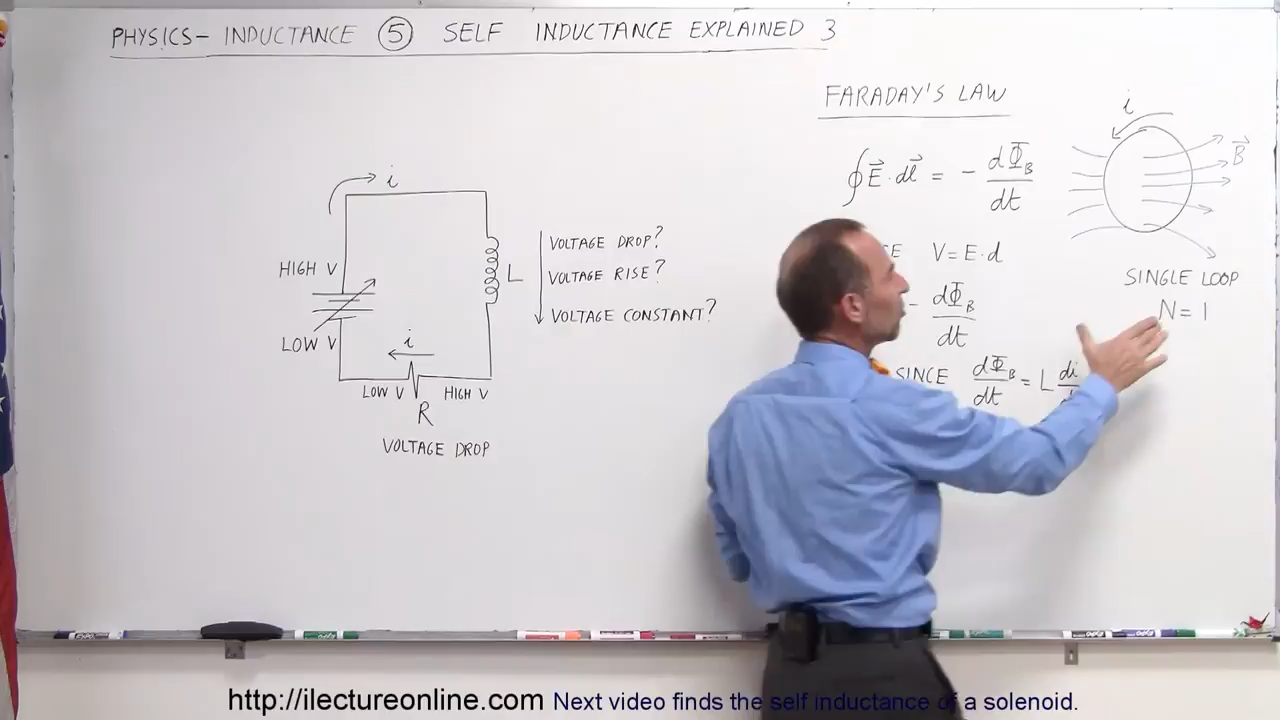 PHYSICS- INDUCTANCE ⑤ SELF INDUCTANCE EXPLAINED 3
FARADAY'S LAW
∮E⃗·dl⃗ = - dΦB/dt
V=E·d
- dΦB/dt
SINCE dΦB/dt = L di
i
B⃗
SINGLE LOOP
N=1
i
HIGH V
LOW V
L
VOLTAGE DROP?
VOLTAGE RISE?
VOLTAGE CONSTANT?
i
LOW V
HIGH V
R
VOLTAGE DROP
http://ilectureonline.com Next video finds the self inductance of a solenoid.